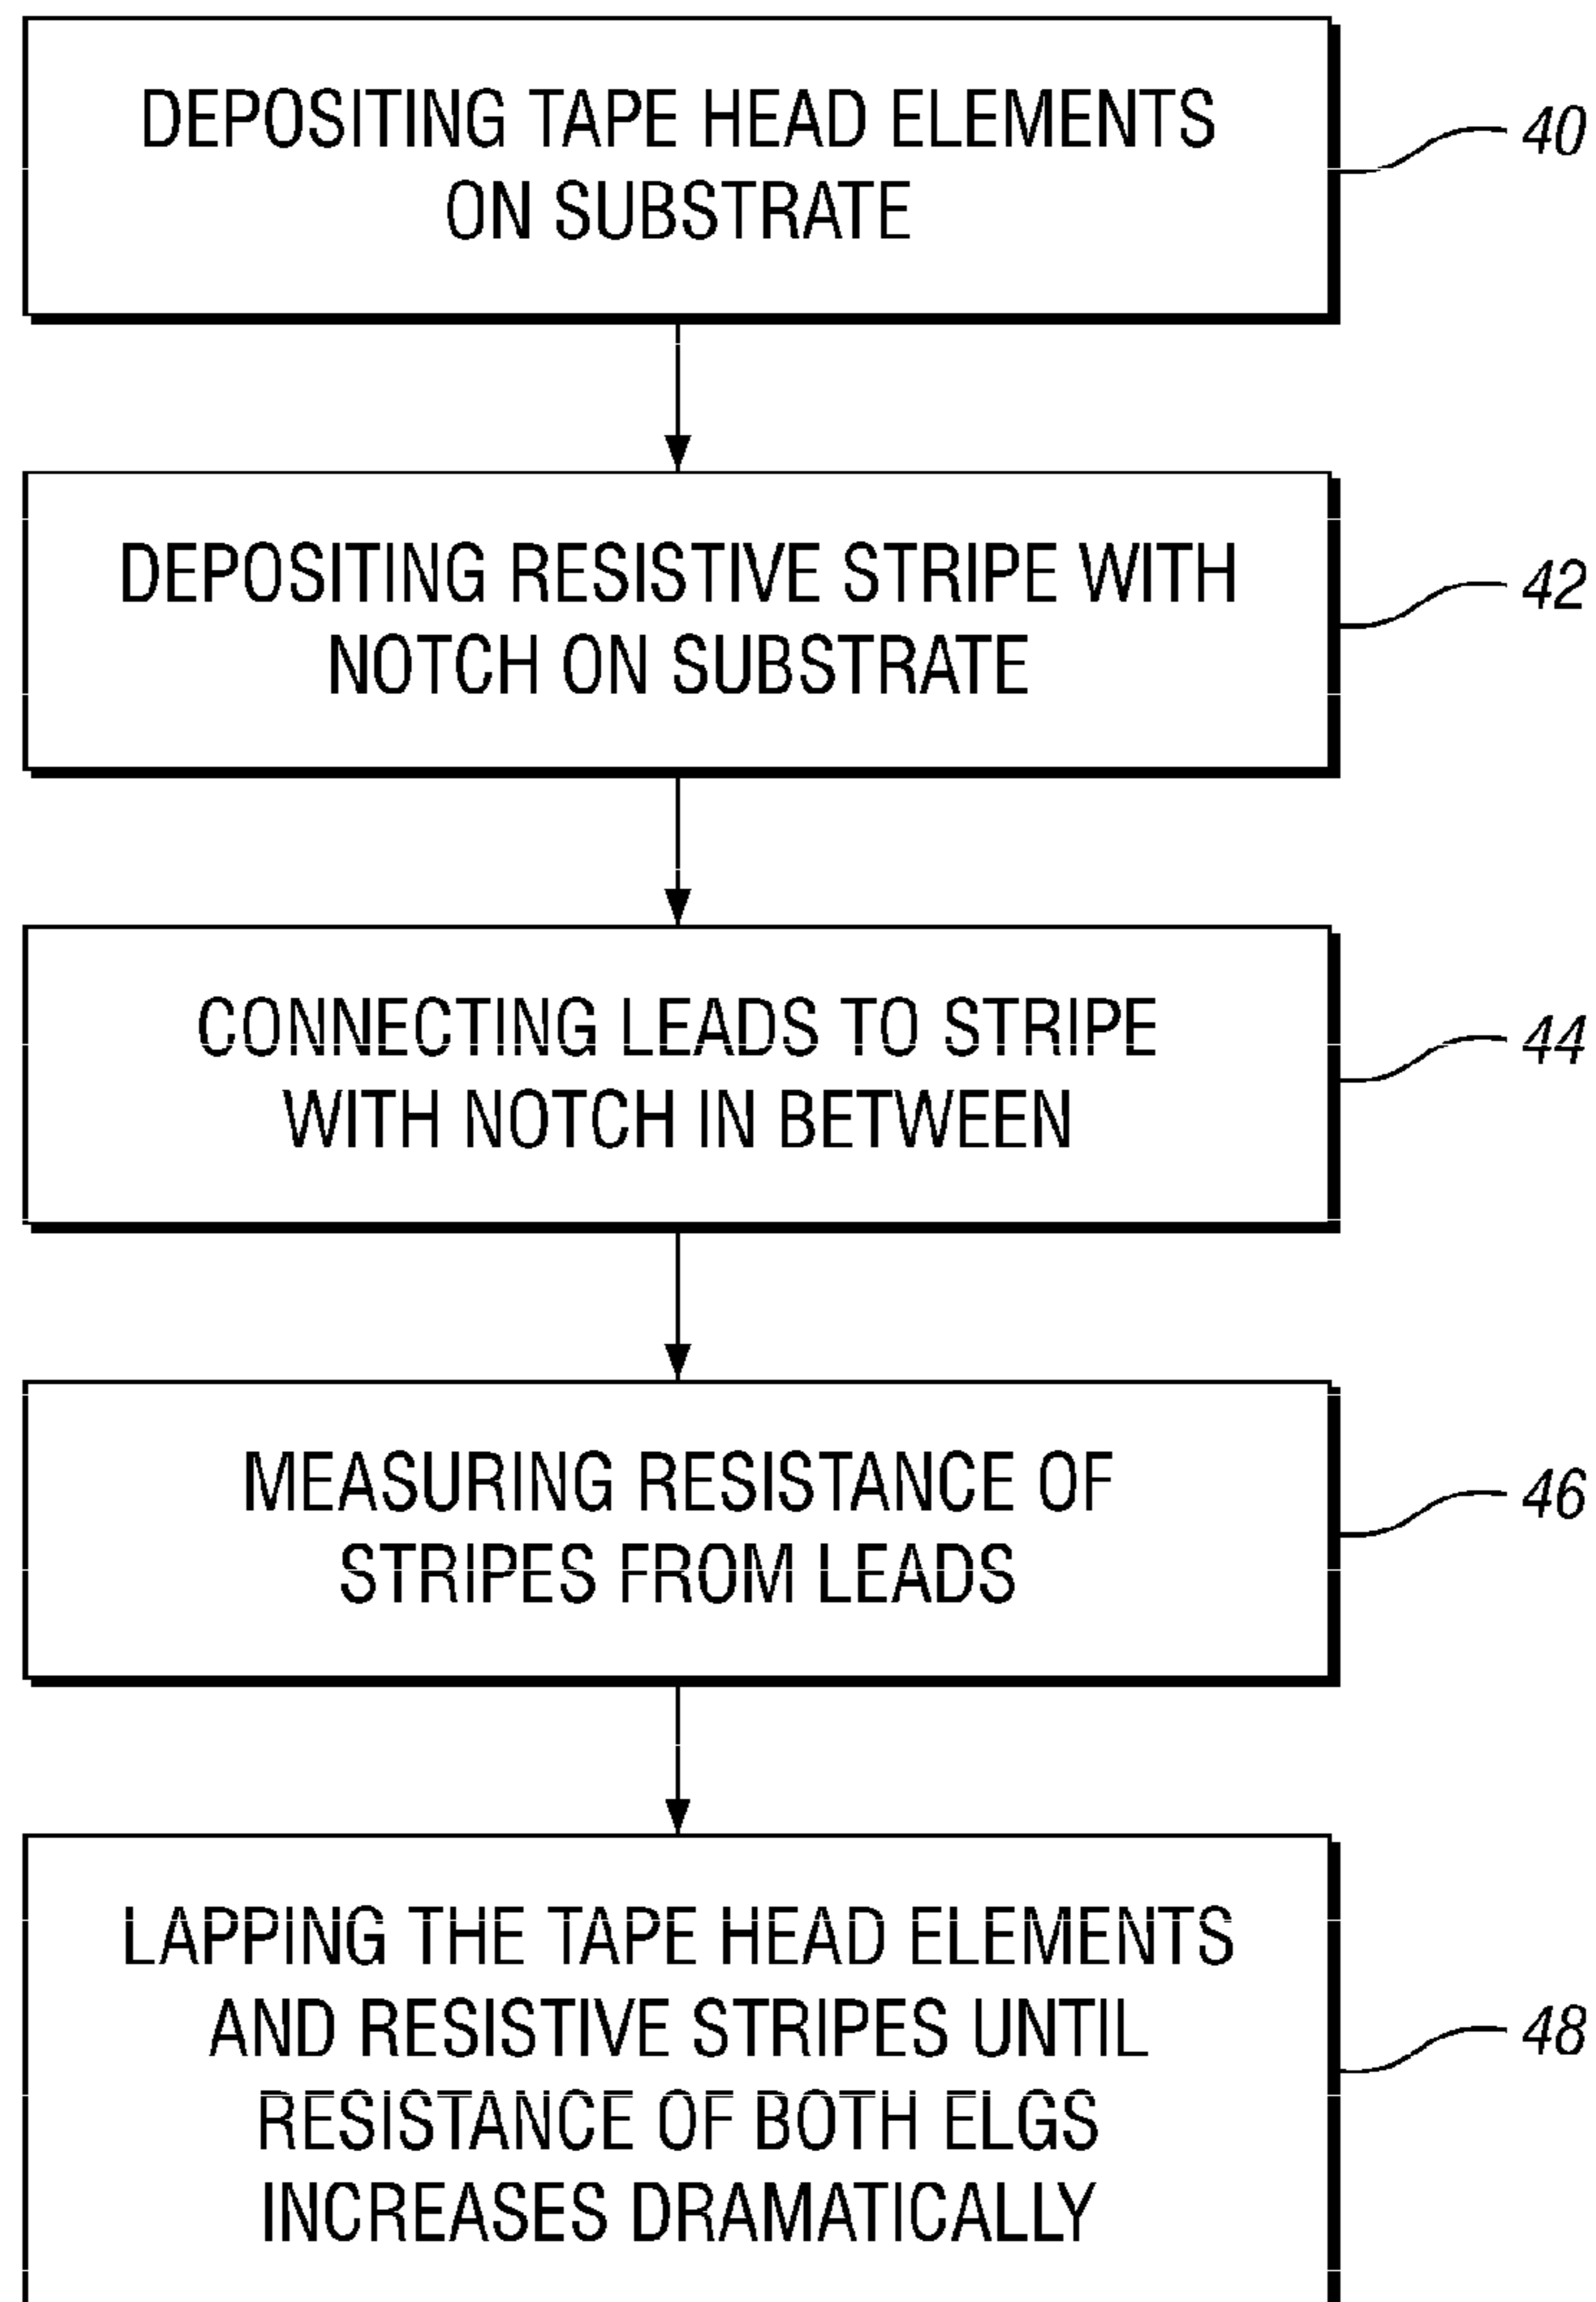 DEPOSITING TAPE HEAD ELEMENTS
ON SUBSTRATE
40
DEPOSITING RESISTIVE STRIPE WITH
NOTCH ON SUBSTRATE
42
CONNECTING LEADS TO STRIPE
WITH NOTCH IN BETWEEN
44
MEASURING RESISTANCE OF
STRIPES FROM LEADS
46
LAPPING THE TAPE HEAD ELEMENTS
AND RESISTIVE STRIPES UNTIL
RESISTANCE OF BOTH ELGS
INCREASES DRAMATICALLY
48